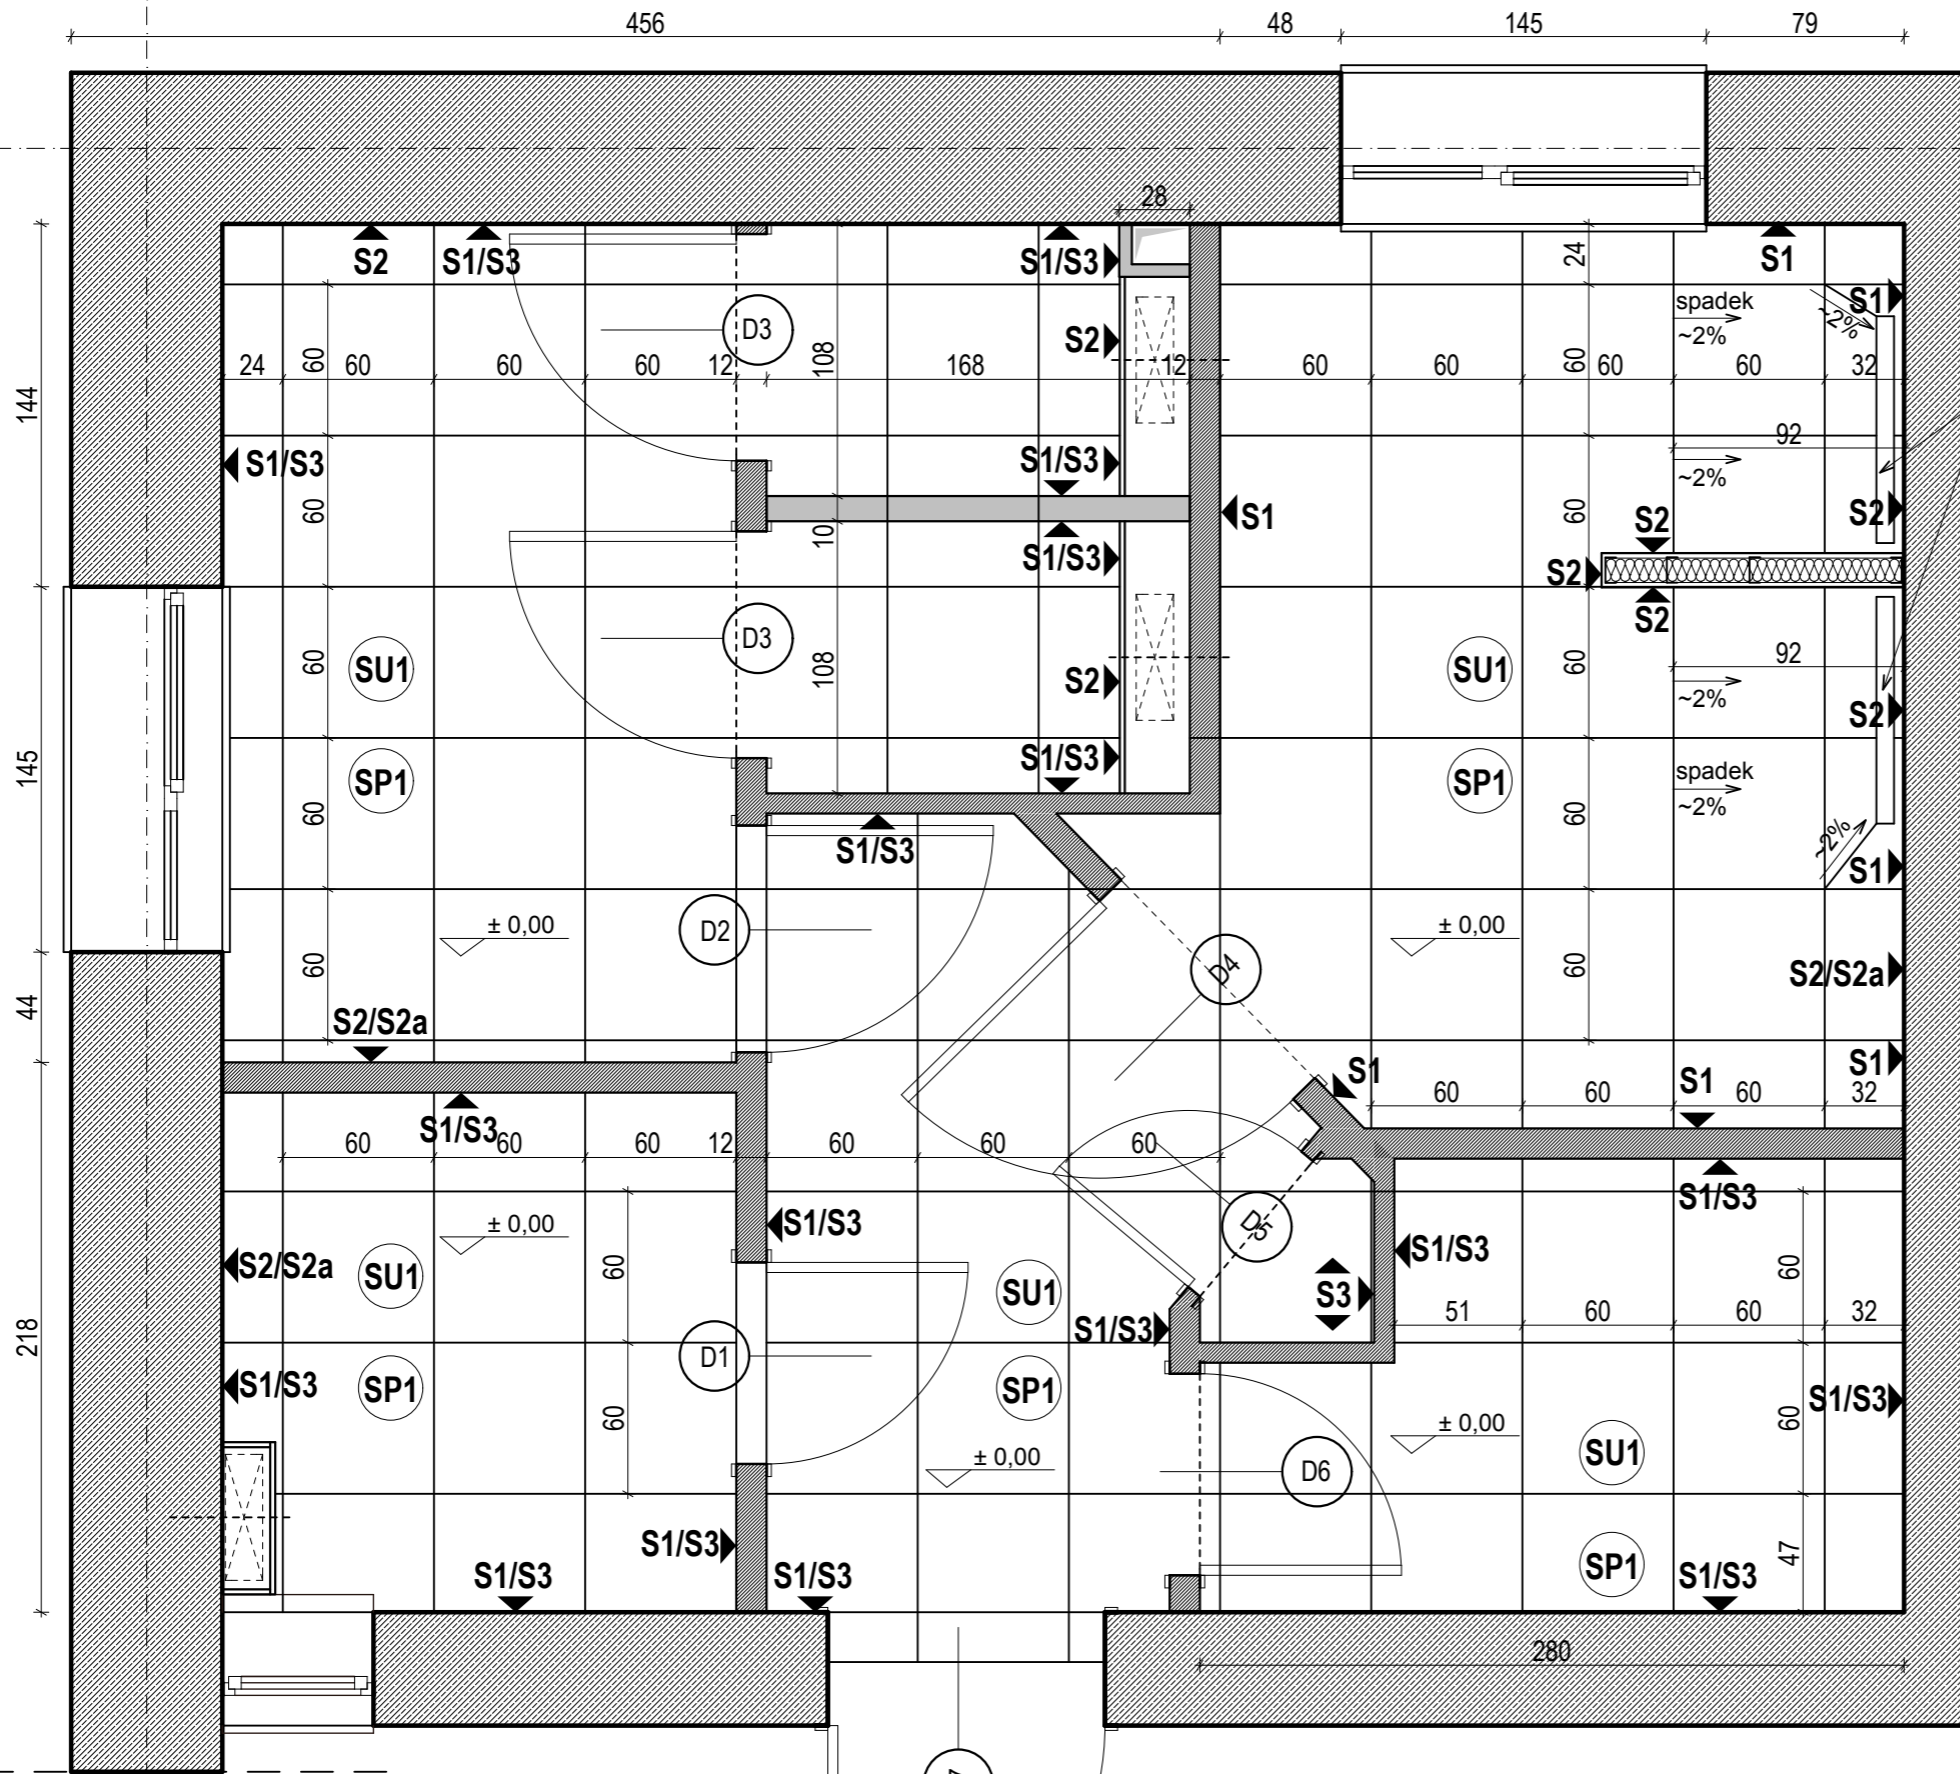 456 48 145 79
28
S2 S1/S3 S1/S3 24 S1
spadek S1
~2% ~2%
D3
S2
24 60 60 60 60 12 108 168 12 60 60 60 60 60 32
144
92
S1/S3 S1/S3 ~2%
60 60
S1 S2 S2
10
S1/S3 S2
S2
D3
60 108 60 92
SU1 S2 SU1 ~2%
S2
145
S1/S3 SP1 SP1 spadek
~2%
60 60
S1/S3 ~2% S1
D2 ± 0,00 ± 0,00
60 D4 60 S2/S2a
44
S2/S2a
S1 S1 S1
60 60 60 32
S1/S3
60 60 60 12 60 60 60
S1/S3
± 0,00 S1/S3 D5
S1/S3
S2/S2a SU1 60 SU1 S3 60
218
D1 S1/S3 51 60 60 32
S1/S3 SP1 60 SP1 S1/S3 60
± 0,00 ± 0,00
D6 SU1
S1/S3 47
S1/S3 S1/S3 SP1 S1/S3
280